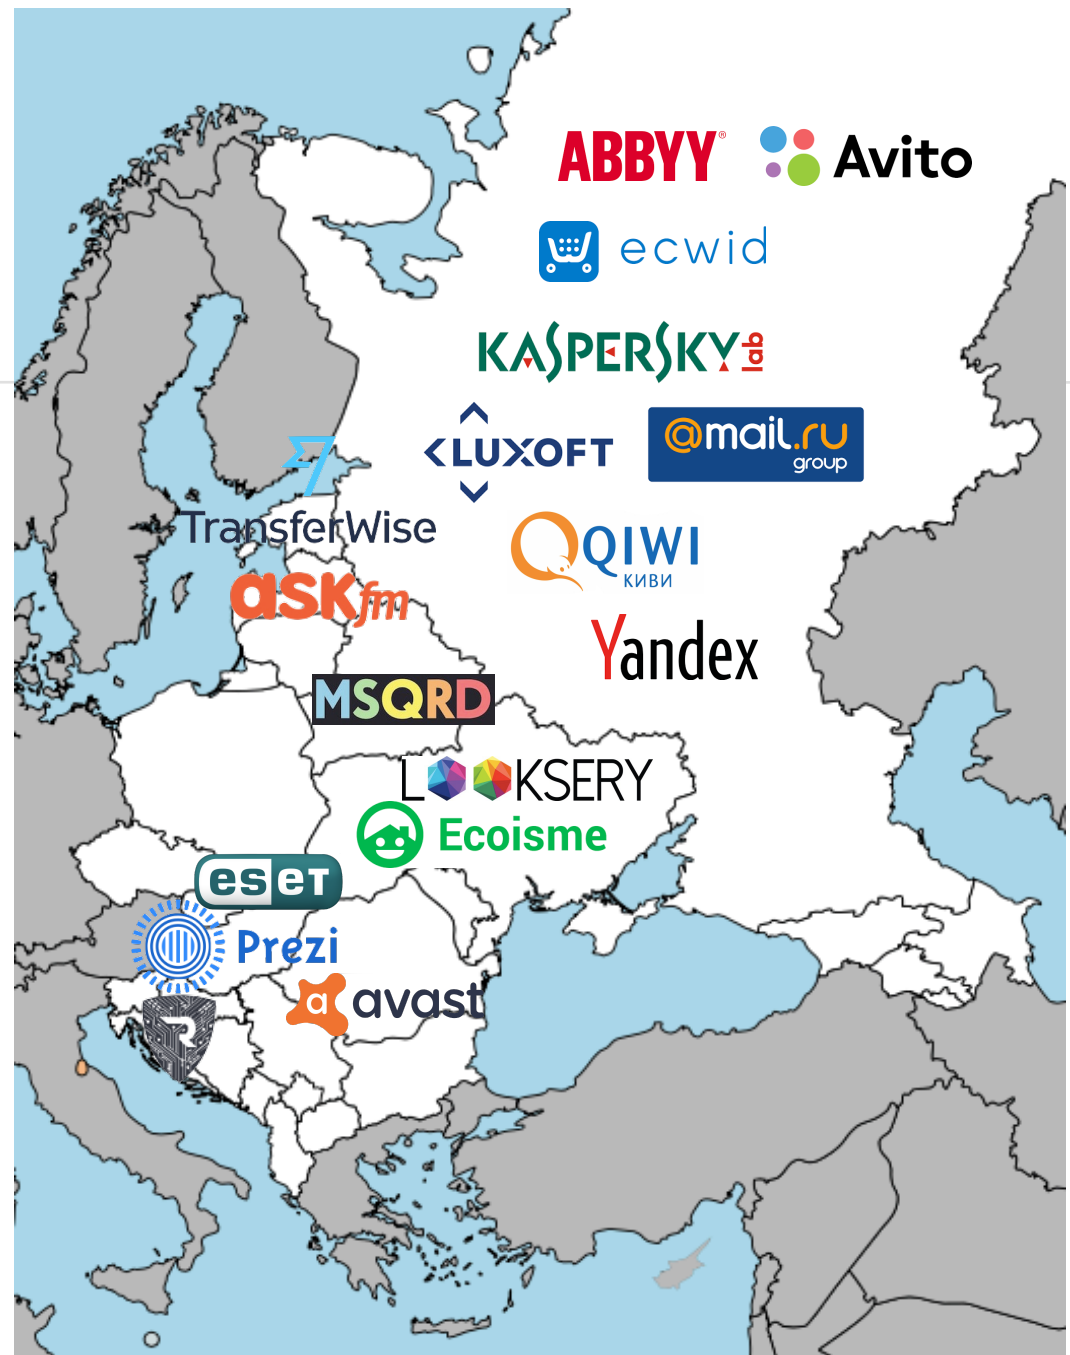 ABBYY®
Avito
ecwid
KASPERSKY lab
LUXOFT
@mail.ru
group
TransferWise
QIWI
КИВИ
ASKfm
Yandex
MSQRD
LOOKSERY
Ecoisme
eseT
Prezi
a avast
R